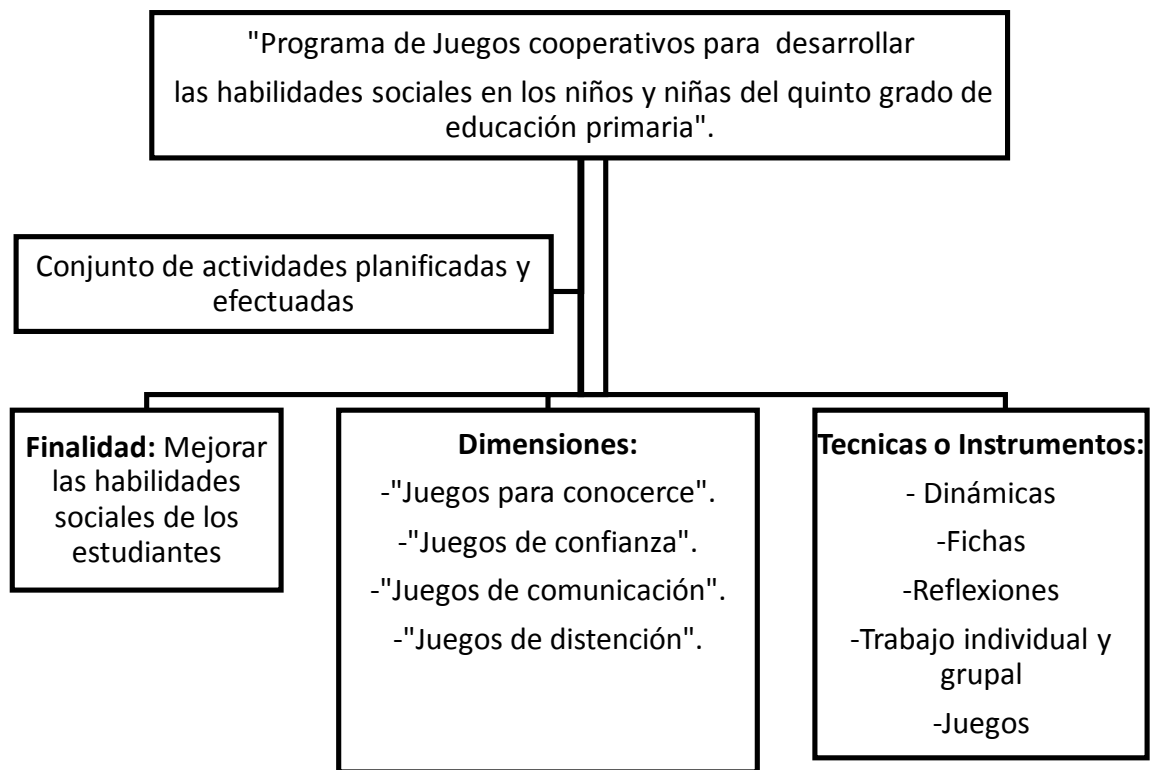 "Programa de Juegos cooperativos para desarrollar
las habilidades sociales en los niños y niñas del quinto grado de
educación primaria".
Conjunto de actividades planificadas y
efectuadas
Finalidad: Mejorar
las habilidades
sociales de los
estudiantes
Dimensiones:
-"Juegos para conocerce".
-"Juegos de confianza".
-"Juegos de comunicación".
-"Juegos de distención".
Tecnicas o Instrumentos:
- Dinámicas
-Fichas
-Reflexiones
-Trabajo individual y
grupal
-Juegos